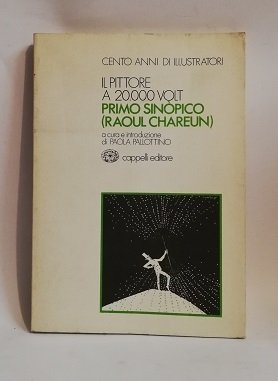 CENTO ANNI DI ILLUSTRATORI
IL PITTORE
A 20.000 VOLT
PRIMO SINÒPICO
(RAOUL CHAREUN)
a cura e introduzione
di PAOLA PALLOTTINO
cappelli editore